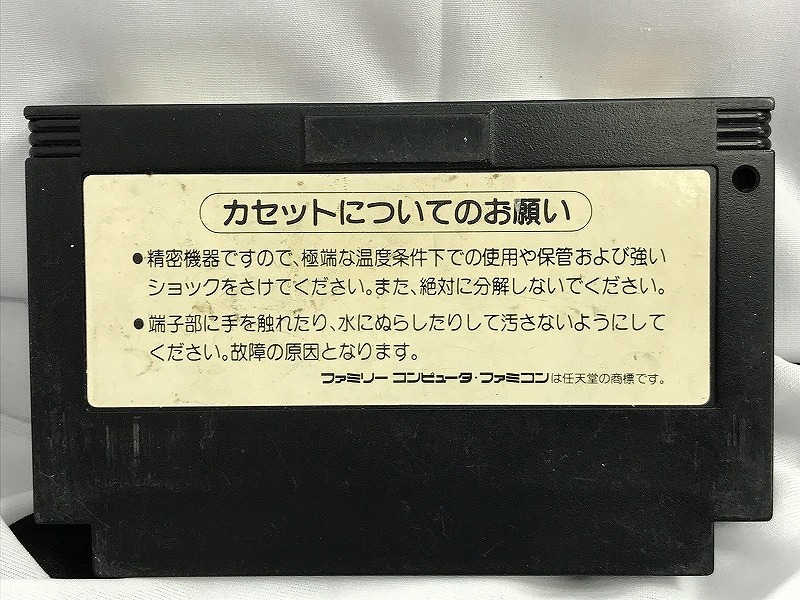 カセットについてのお願い
●精密機器ですので、極端な温度条件下での使用や保管および強い
ショックをさけてください。また、絶対に分解しないでください。
●端子部に手を触れたり、水にぬらしたりして汚さないようにして
ください。故障の原因となります。
ファミリーコンピュータ・ファミコンは任天堂の商標です。